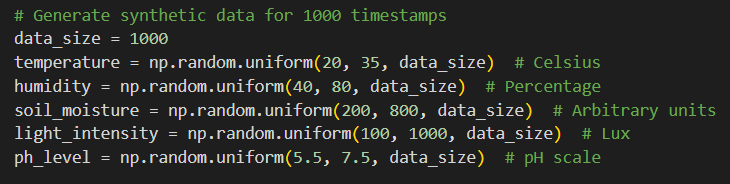 # Generate synthetic data for 1000 timestamps
data_size = 1000
temperature = np.random.uniform(20, 35, data_size)  # Celsius
humidity = np.random.uniform(40, 80, data_size)  # Percentage
soil_moisture = np.random.uniform(200, 800, data_size)  # Arbitrary units
light_intensity = np.random.uniform(100, 1000, data_size)  # Lux
ph_level = np.random.uniform(5.5, 7.5, data_size)  # pH scale